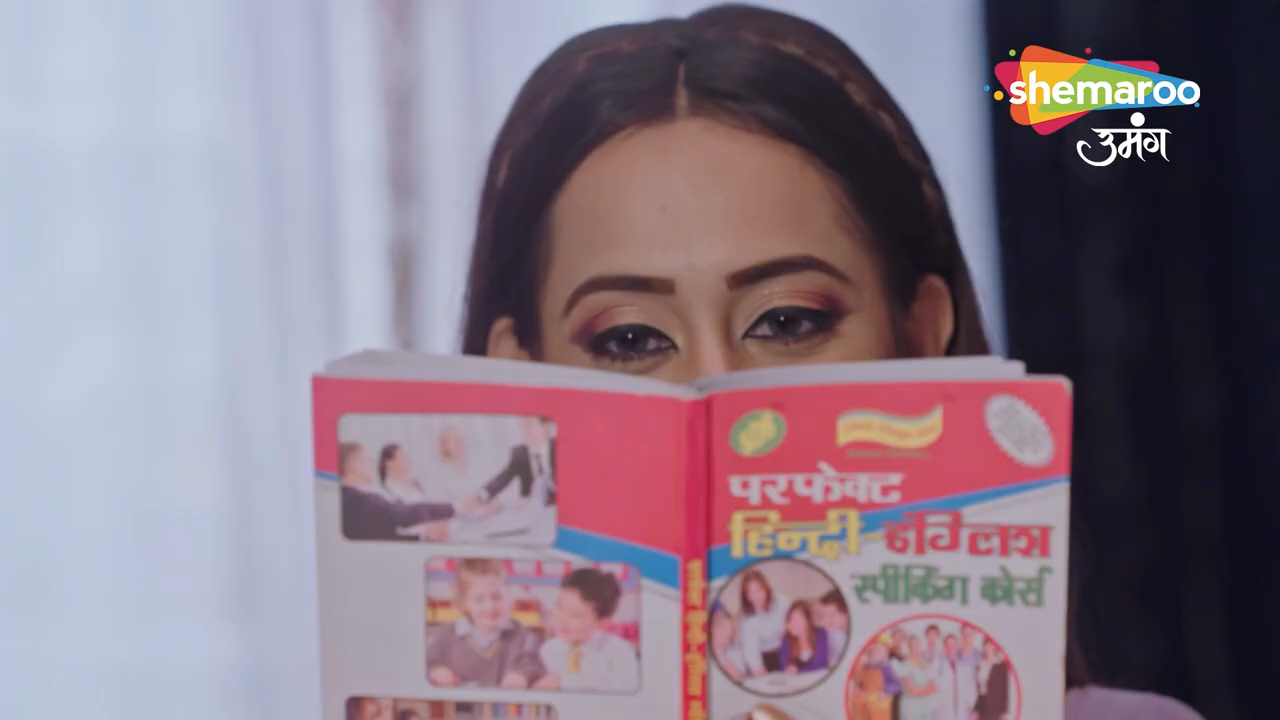 shemaroo
उमंग
परफेक्ट
हिन्दी-इंग्लिश
स्पीकिंग कोर्स